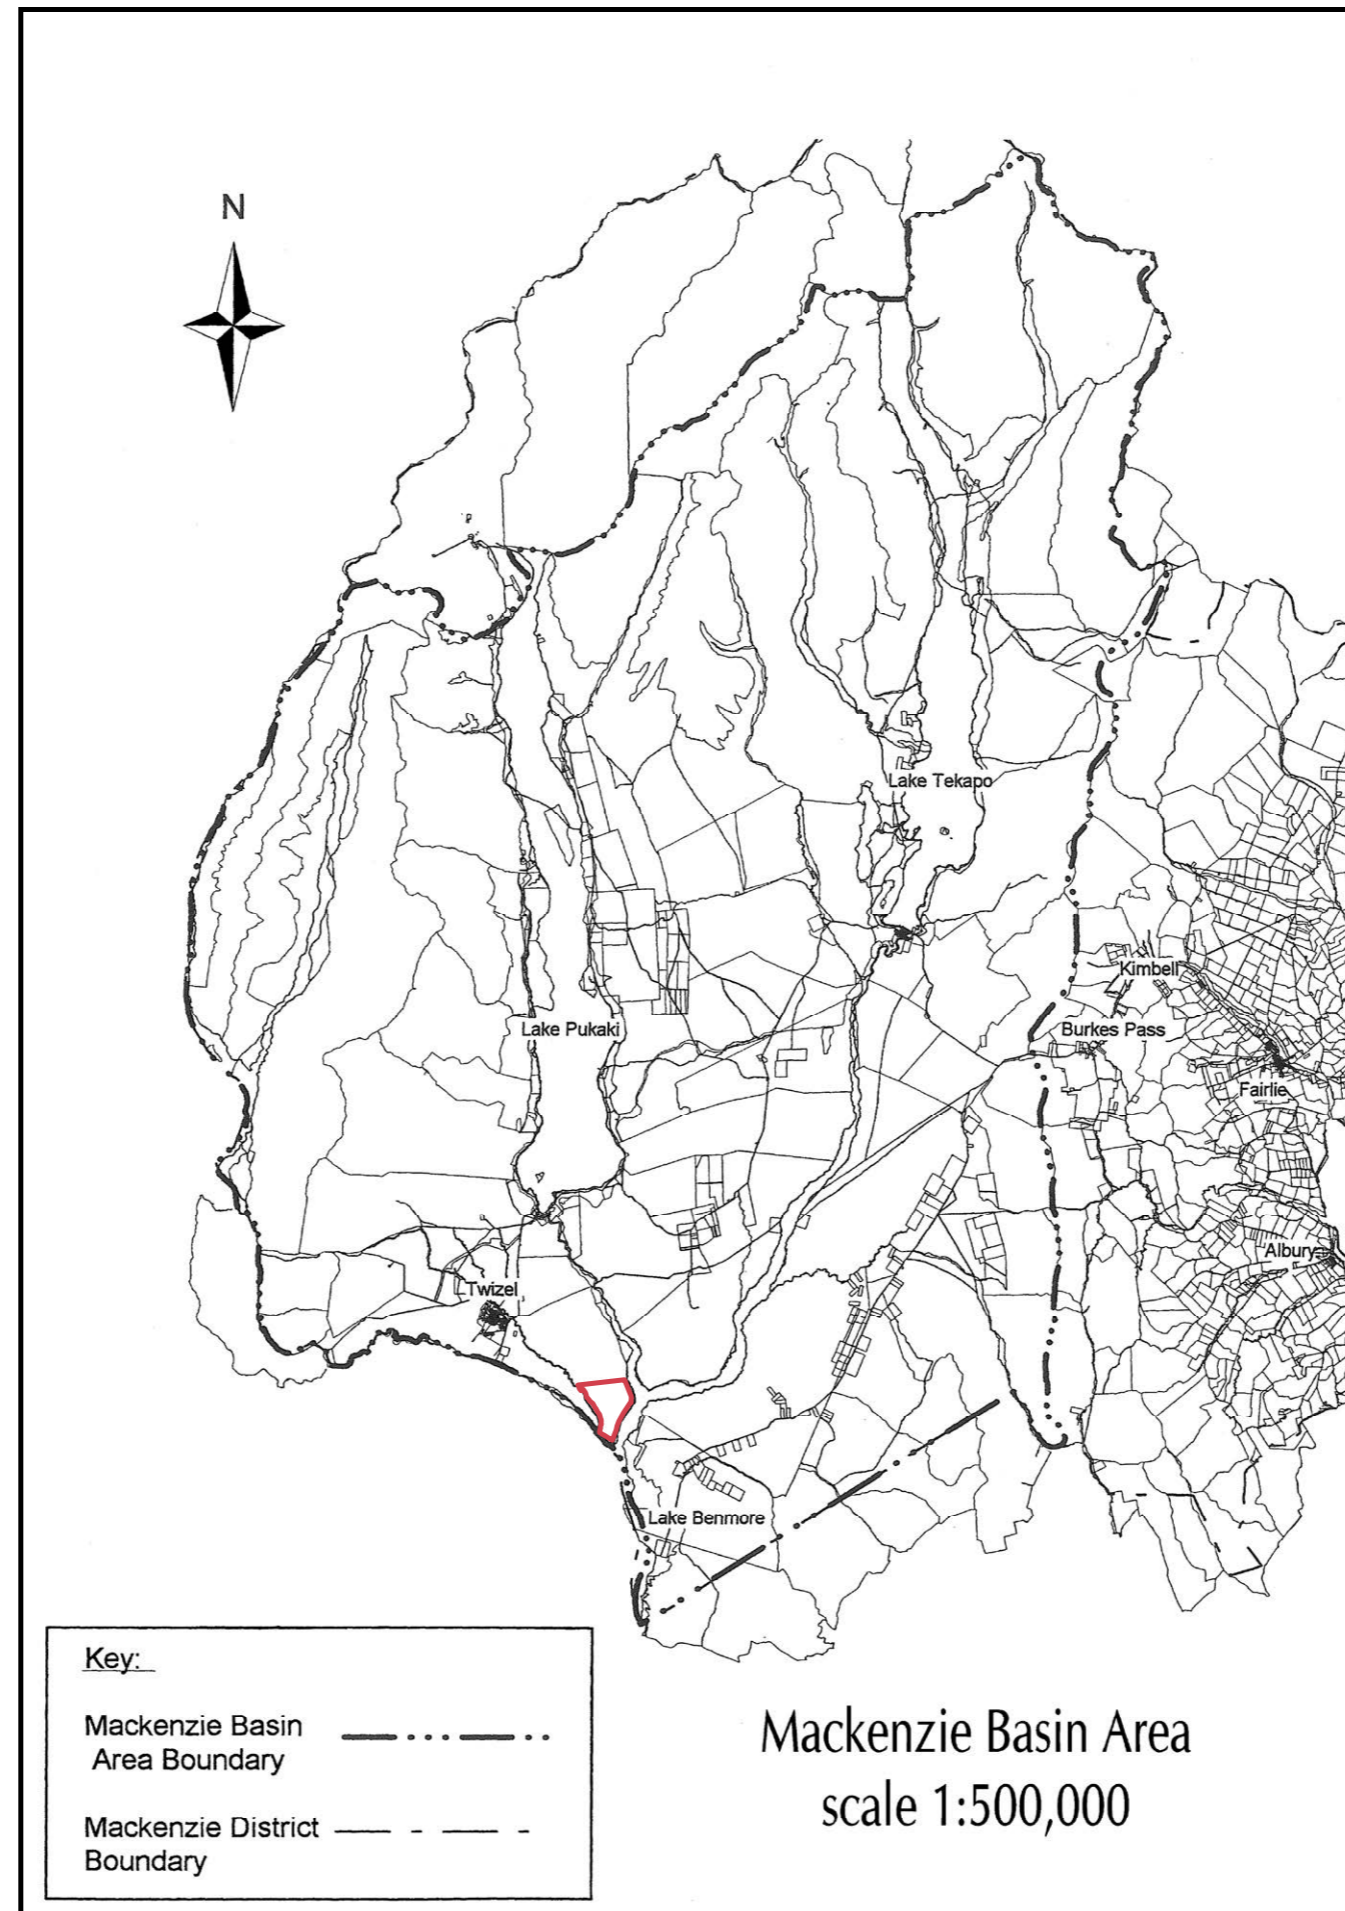 N
Lake Tekapo
Kimbell
Lake Pukaki
Burkes Pass
Fairlie
Albury
Twizel
Lake Benmore
Key:
Mackenzie Basin
Area Boundary
Mackenzie District
Boundary
Mackenzie Basin Area
scale 1:500,000